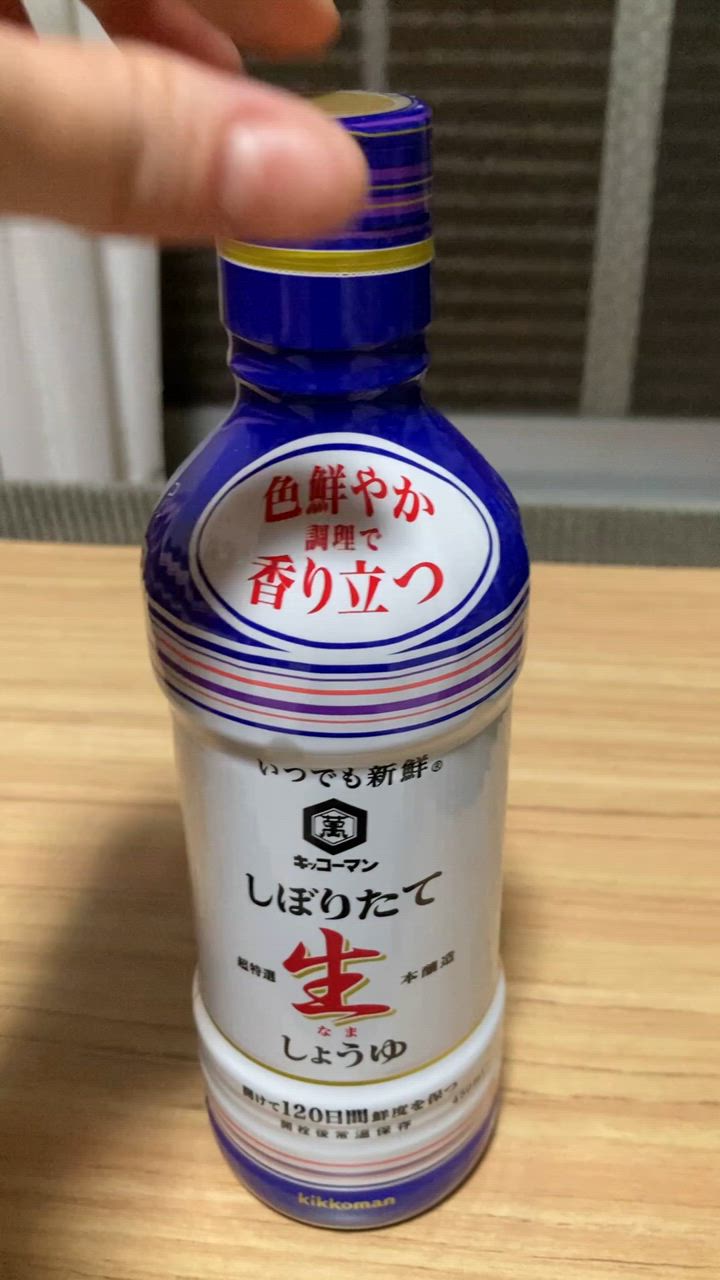 色鮮やか
調理で
香り立つ
いつでも新鮮®
萬
キッコーマン
しぼりたて
超特選
生
本醸造
なま
しょうゆ
開けて120日間鮮度を保つ
450ml
開栓後常温保存
kikkoman